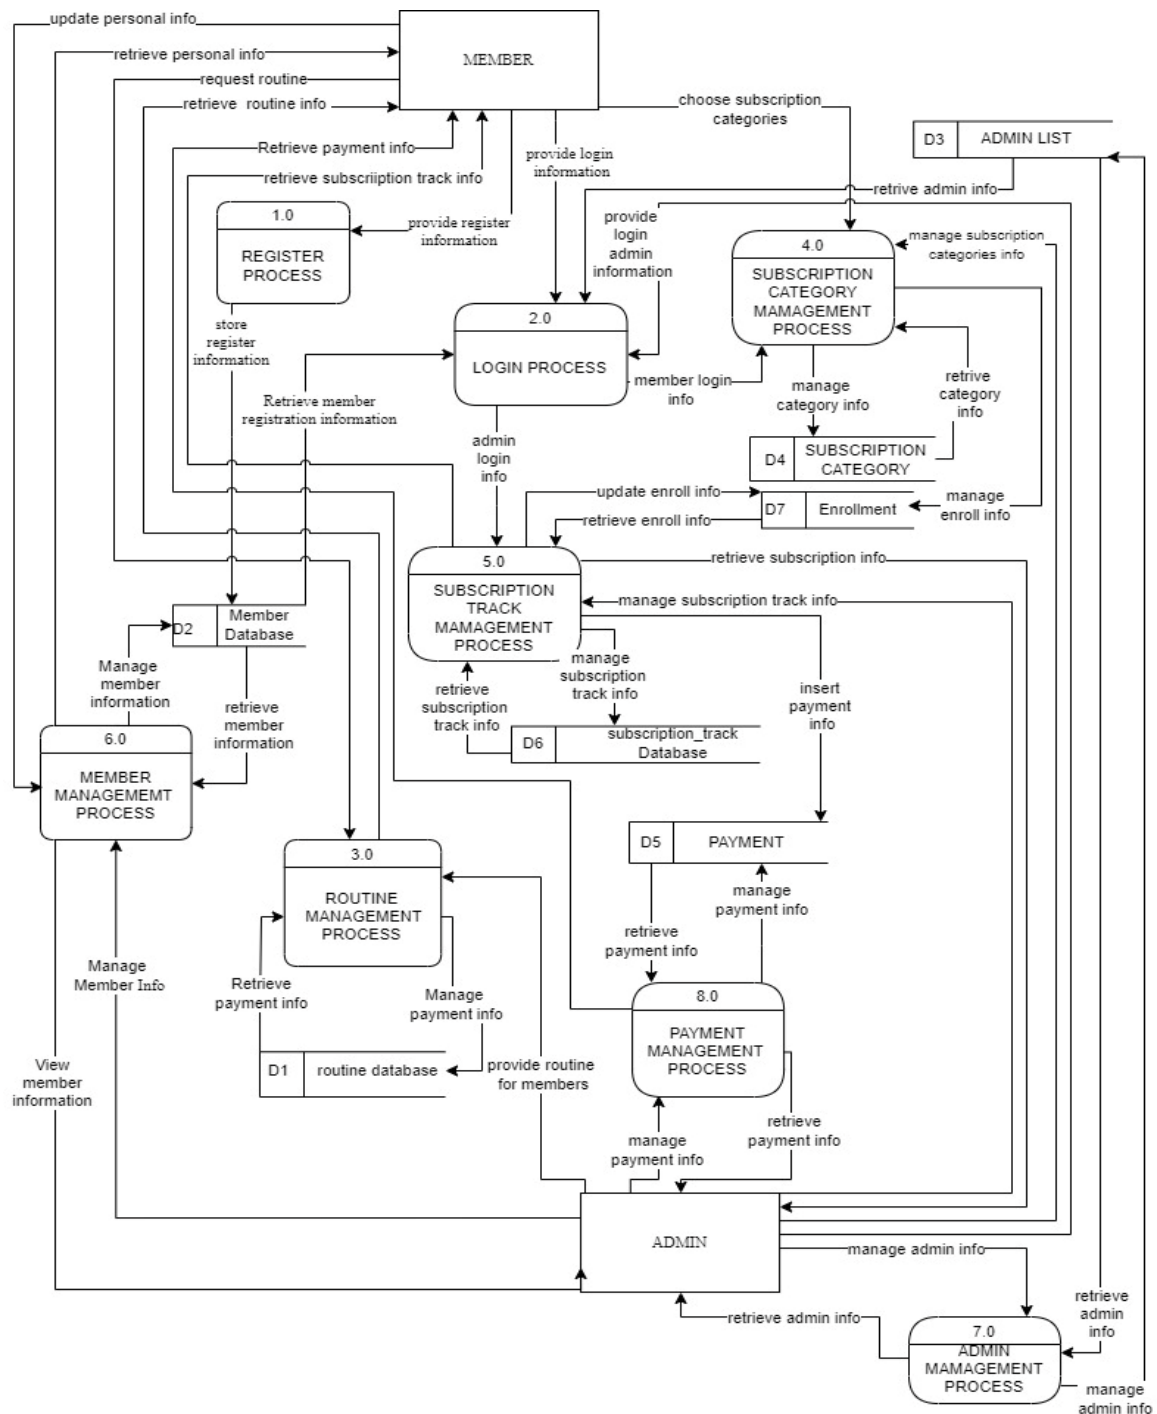 update personal info
MEMBER
retrieve personal info
request routine
retrieve routine info
choose subscription
categories
Retrieve payment info
provide login
information
D3
ADMIN LIST
retrieve subscriiption track info
retrive admin info
1.0
REGISTER
PROCESS
provide register
information
provide
login
admin
information
4.0
SUBSCRIPTION
CATEGORY
MAMAGEMENT
PROCESS
manage subscription
categories info
store
register
information
2.0
LOGIN PROCESS
member login
info
manage
category info
retrive
category
info
Retrieve member
registration information
admin
login
info
D4
SUBSCRIPTION
CATEGORY
update enroll info
D7
Enrollment
manage
enroll info
retrieve enroll info
5.0
SUBSCRIPTION
TRACK
MAMAGEMENT
PROCESS
retrieve subscription info
manage subscription track info
D2
Member
Database
Manage
member
information
retrieve
member
information
retrieve
subscription
track info
manage
subscription
track info
insert
payment
info
6.0
MEMBER
MANAGEMEMT
PROCESS
D6
subscription_track
Database
3.0
ROUTINE
MANAGEMENT
PROCESS
D5
PAYMENT
manage
payment info
retrieve
payment info
Manage
Member Info
Retrieve
payment info
Manage
payment info
8.0
PAYMENT
MANAGEMENT
PROCESS
View
member
information
D1
routine database
provide routine
for members
manage
payment info
retrieve
payment info
ADMIN
manage admin info
retrieve admin info
retrieve
admin
info
7.0
ADMIN
MAMAGEMENT
PROCESS
manage
admin info